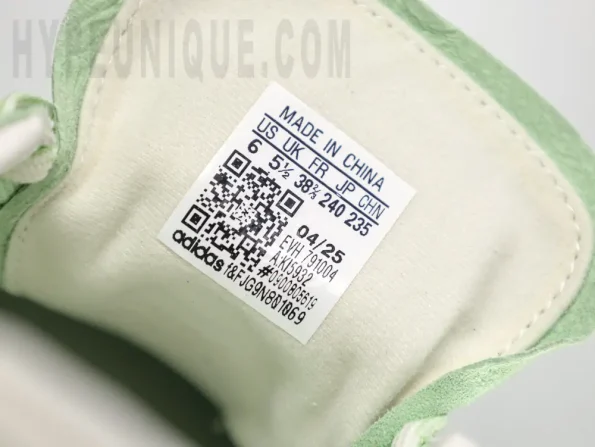 HYPEUNIQUE.COM
MADE IN CHINA
US UK FR JP CHN
6 5½ 38⅔ 240 235
04/25
EVH 791004
adidas